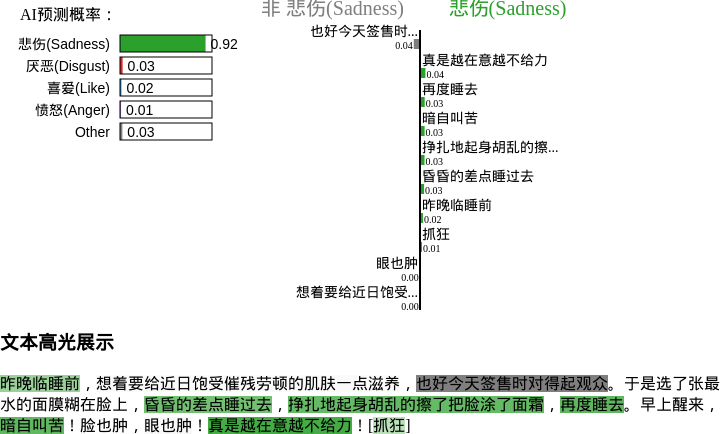 AI预测概率：
悲伤(Sadness) 0.92
厌恶(Disgust) 0.03
喜爱(Like) 0.02
愤怒(Anger) 0.01
Other 0.03
非 悲伤(Sadness) 悲伤(Sadness)
也好今天签售时...
0.04
真是越在意越不给力
0.04
再度睡去
0.03
暗自叫苦
0.03
挣扎地起身胡乱的擦...
0.03
昏昏的差点睡过去
0.03
昨晚临睡前
0.02
抓狂
0.01
眼也肿
0.00
想着要给近日饱受...
0.00
文本高光展示
昨晚临睡前，想着要给近日饱受催残劳顿的肌肤一点滋养，也好今天签售时对得起观众。于是选了张最
水的面膜糊在脸上，昏昏的差点睡过去，挣扎地起身胡乱的擦了把脸涂了面霜，再度睡去。早上醒来，
暗自叫苦！脸也肿，眼也肿！真是越在意越不给力！[抓狂]